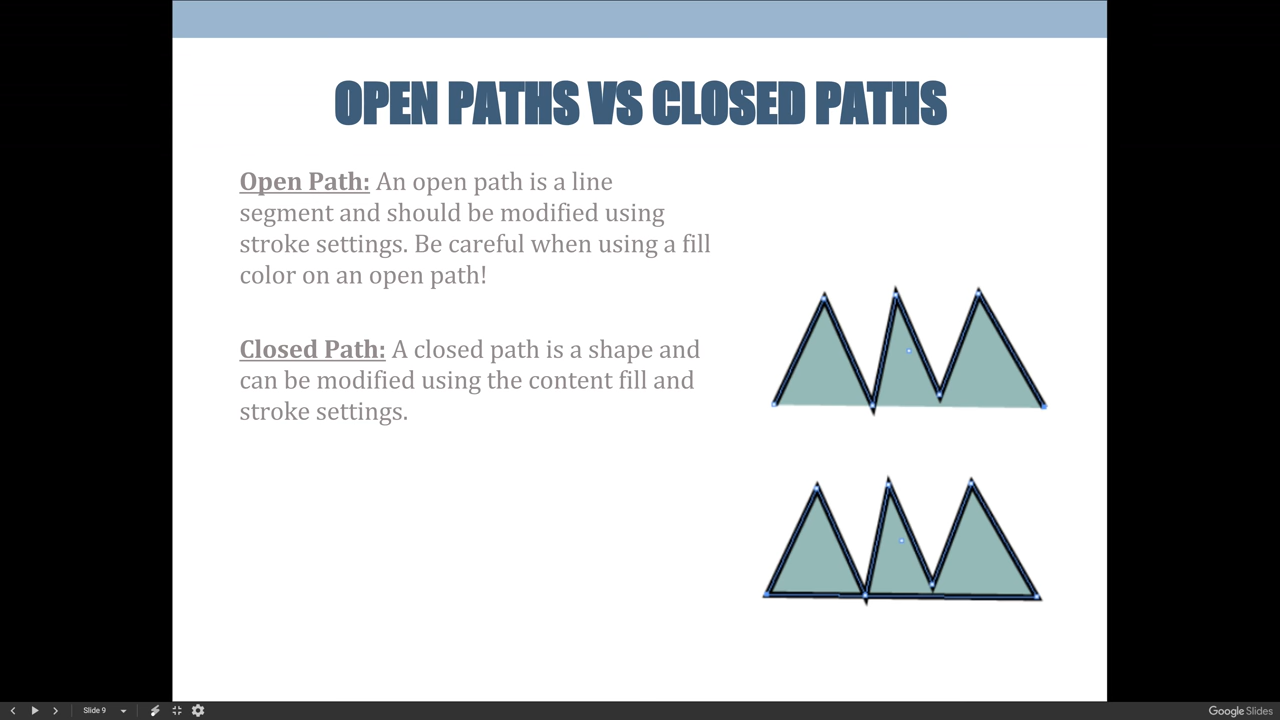 OPEN PATHS VS CLOSED PATHS
Open Path: An open path is a line
segment and should be modified using
stroke settings. Be careful when using a fill
color on an open path!
Closed Path: A closed path is a shape and
can be modified using the content fill and
stroke settings.
Slide 9
Google Slides